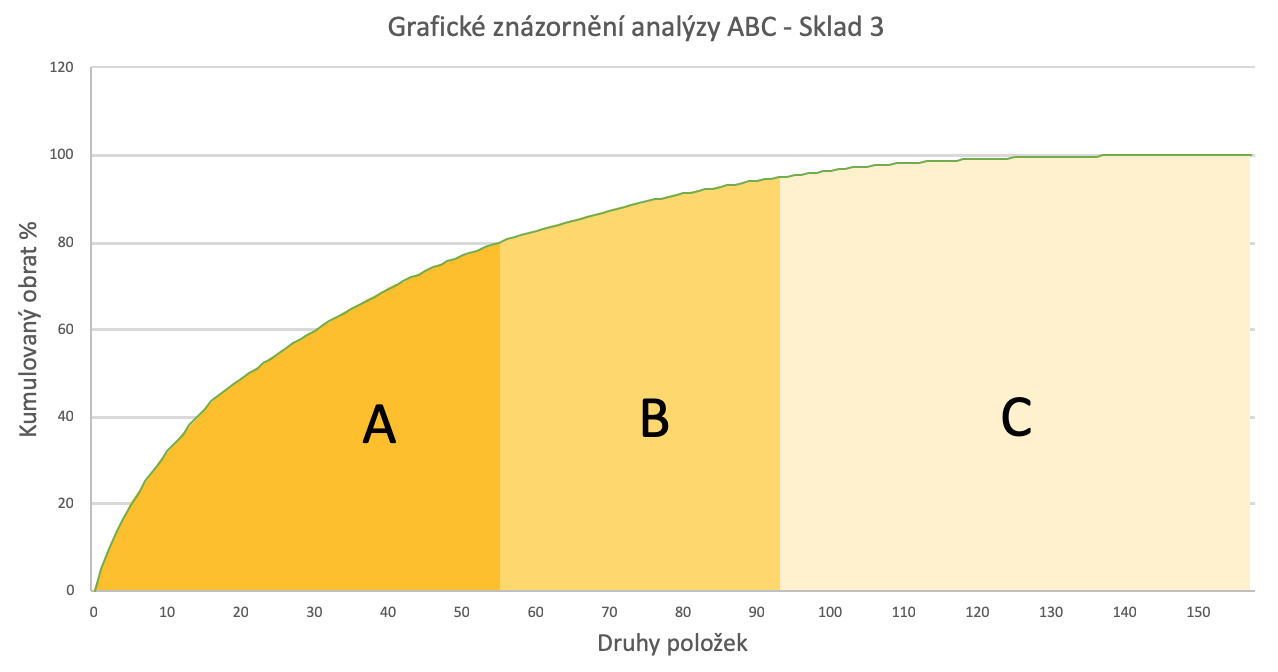 Grafické znázornění analýzy ABC - Sklad 3
120
100
80
60
40
20
0
Kumulovaný obrat %
A
B
C
0 10 20 30 40 50 60 70 80 90 100 110 120 130 140 150
Druhy položek